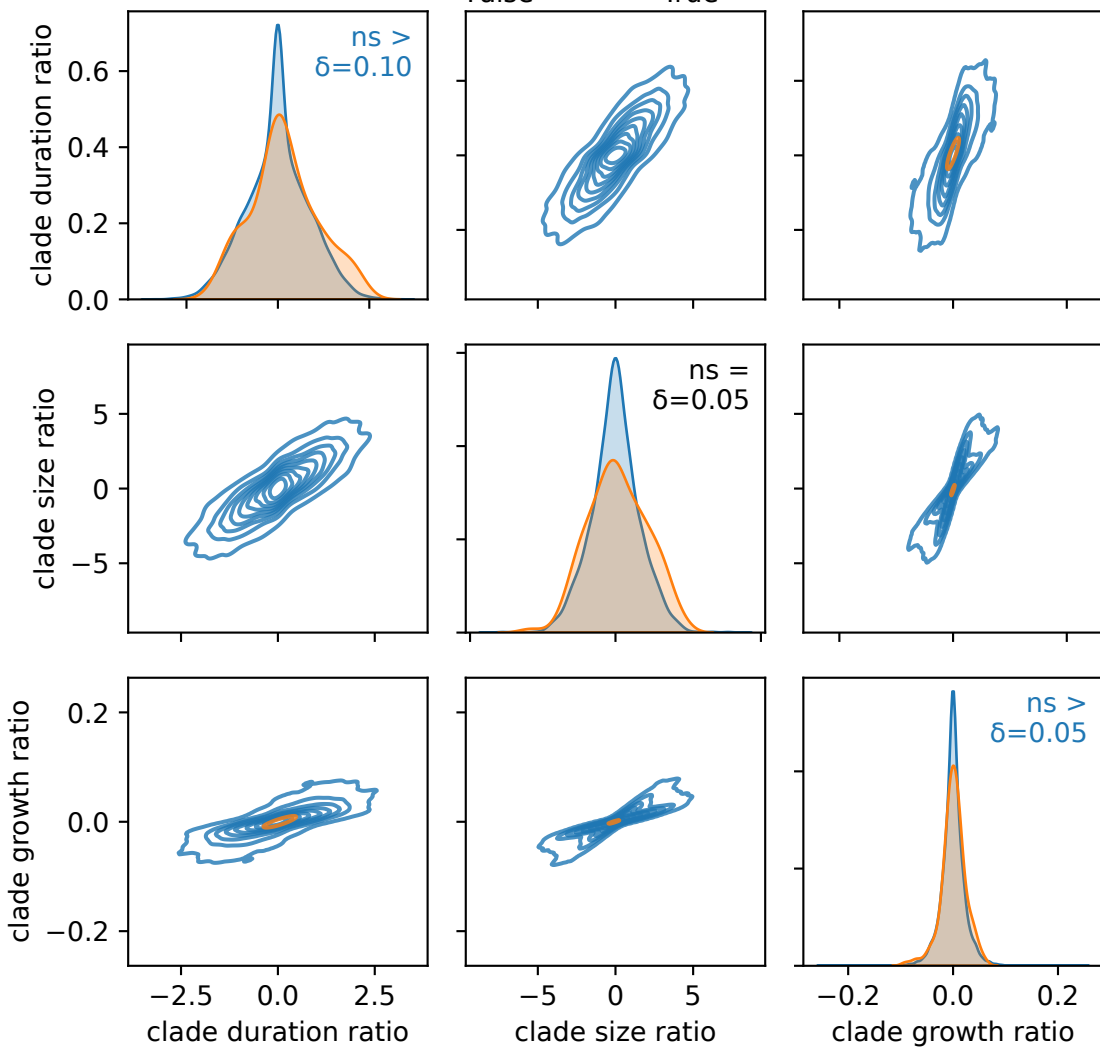 clade duration ratio
0.6
0.4
0.2
0.0
ns >
δ=0.10
clade size ratio
5
0
−5
ns =
δ=0.05
clade growth ratio
0.2
0.0
−0.2
ns >
δ=0.05
−2.5 0.0 2.5
−5 0 5
−0.2 0.0 0.2
clade duration ratio
clade size ratio
clade growth ratio